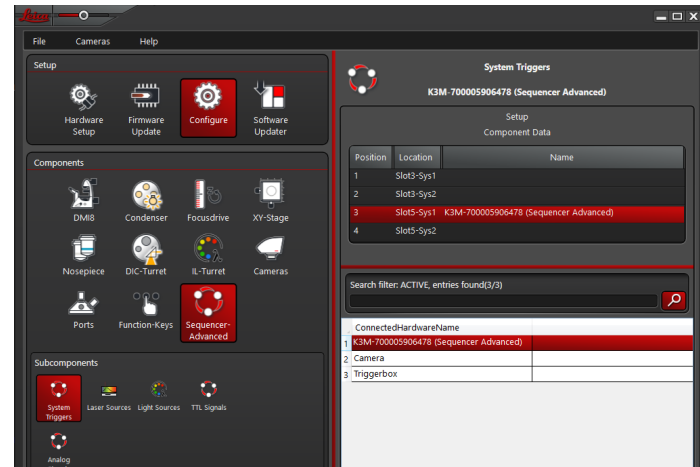 Leica
File Cameras Help
Setup
Hardware Setup
Firmware Update
Configure
Software Updater
Components
DMI8
Condenser
Focusdrive
XY-Stage
Nosepiece
DIC-Turret
IL-Turret
Cameras
Ports
Function-Keys
Sequencer-Advanced
Subcomponents
System Triggers
Laser Sources
Light Sources
TTL Signals
Analog
System Triggers
K3M-700005906478 (Sequencer Advanced)
Setup
Component Data
Position Location Name
1 Slot3-Sys1
2 Slot3-Sys2
3 Slot5-Sys1 K3M-700005906478 (Sequencer Advanced)
4 Slot5-Sys2
Search filter: ACTIVE, entries found(3/3)
ConnectedHardwareName
1 K3M-700005906478 (Sequencer Advanced)
2 Camera
3 Triggerbox